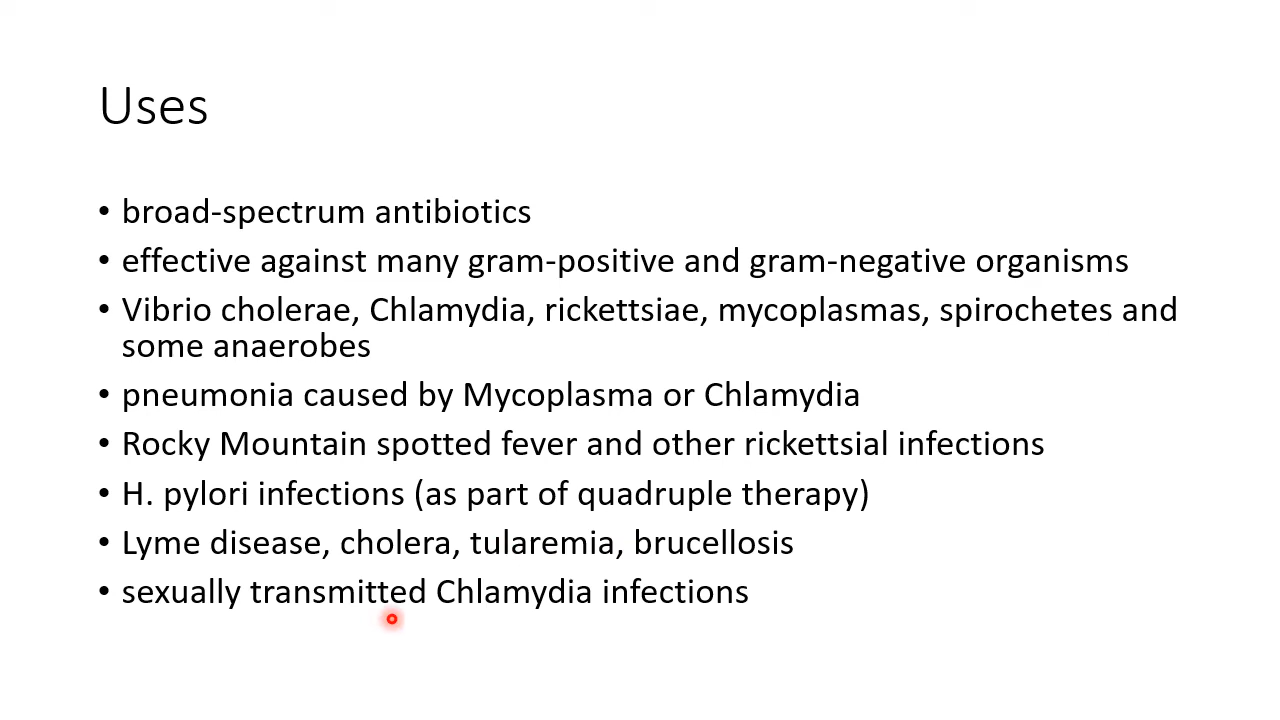 Uses
• broad-spectrum antibiotics
• effective against many gram-positive and gram-negative organisms
• Vibrio cholerae, Chlamydia, rickettsiae, mycoplasmas, spirochetes and
some anaerobes
• pneumonia caused by Mycoplasma or Chlamydia
• Rocky Mountain spotted fever and other rickettsial infections
• H. pylori infections (as part of quadruple therapy)
• Lyme disease, cholera, tularemia, brucellosis
• sexually transmitted Chlamydia infections